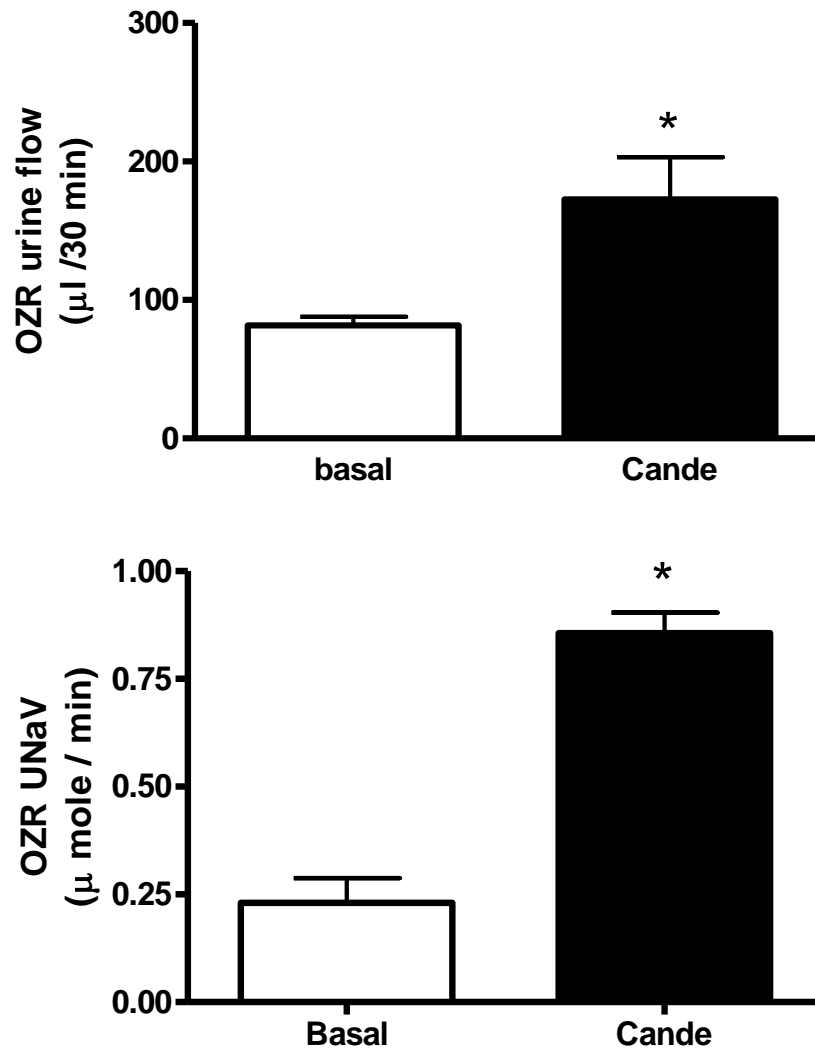 OZR urine flow
(μl /30 min)
300
200
100
0
*
basal
Cande
OZR UNaV
(μ mole / min)
1.00
0.75
0.50
0.25
0.00
*
Basal
Cande